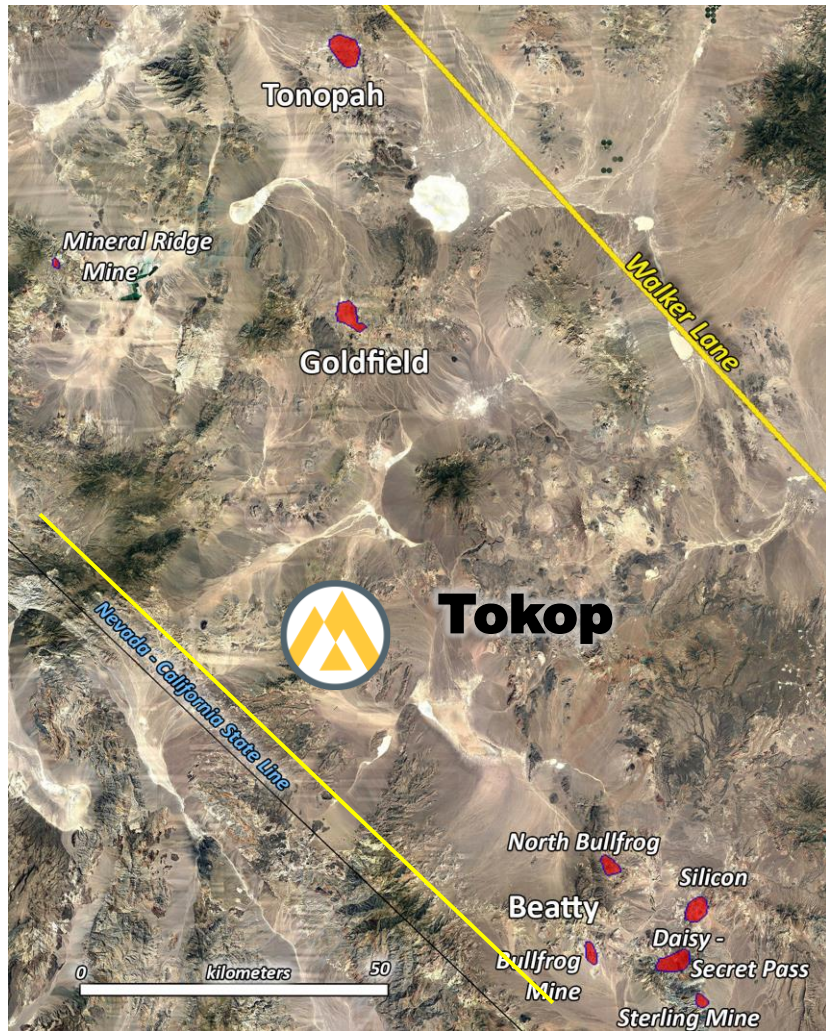 Tonopah
Mineral Ridge
Mine
Walker Lane
Goldfield
Tokop
Nevada - California State Line
North Bullfrog
Silicon
Beatty
Daisy -
Secret Pass
Bullfrog
Mine
Sterling Mine
0 kilometers 50